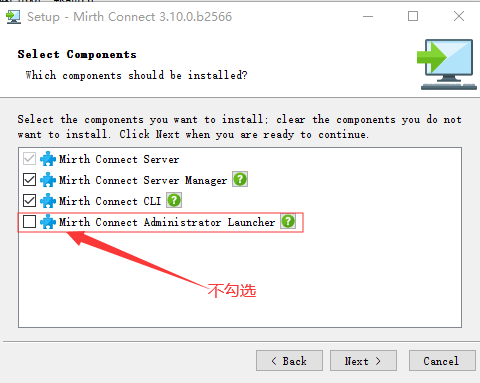 Setup - Mirth Connect 3.10.0.b2566
Select Components
Which components should be installed?
Select the components you want to install; clear the components you do not
want to install. Click Next when you are ready to continue.
Mirth Connect Server
Mirth Connect Server Manager ?
Mirth Connect CLI ?
Mirth Connect Administrator Launcher ?
不勾选
< Back
Next >
Cancel